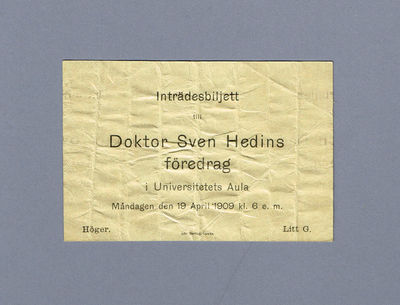 Inträdesbiljett
till
Doktor Sven Hedins
föredrag
i Universitetets Aula
Måndagen den 19 April 1909 kl. 6 e. m.
Höger. Litt G.